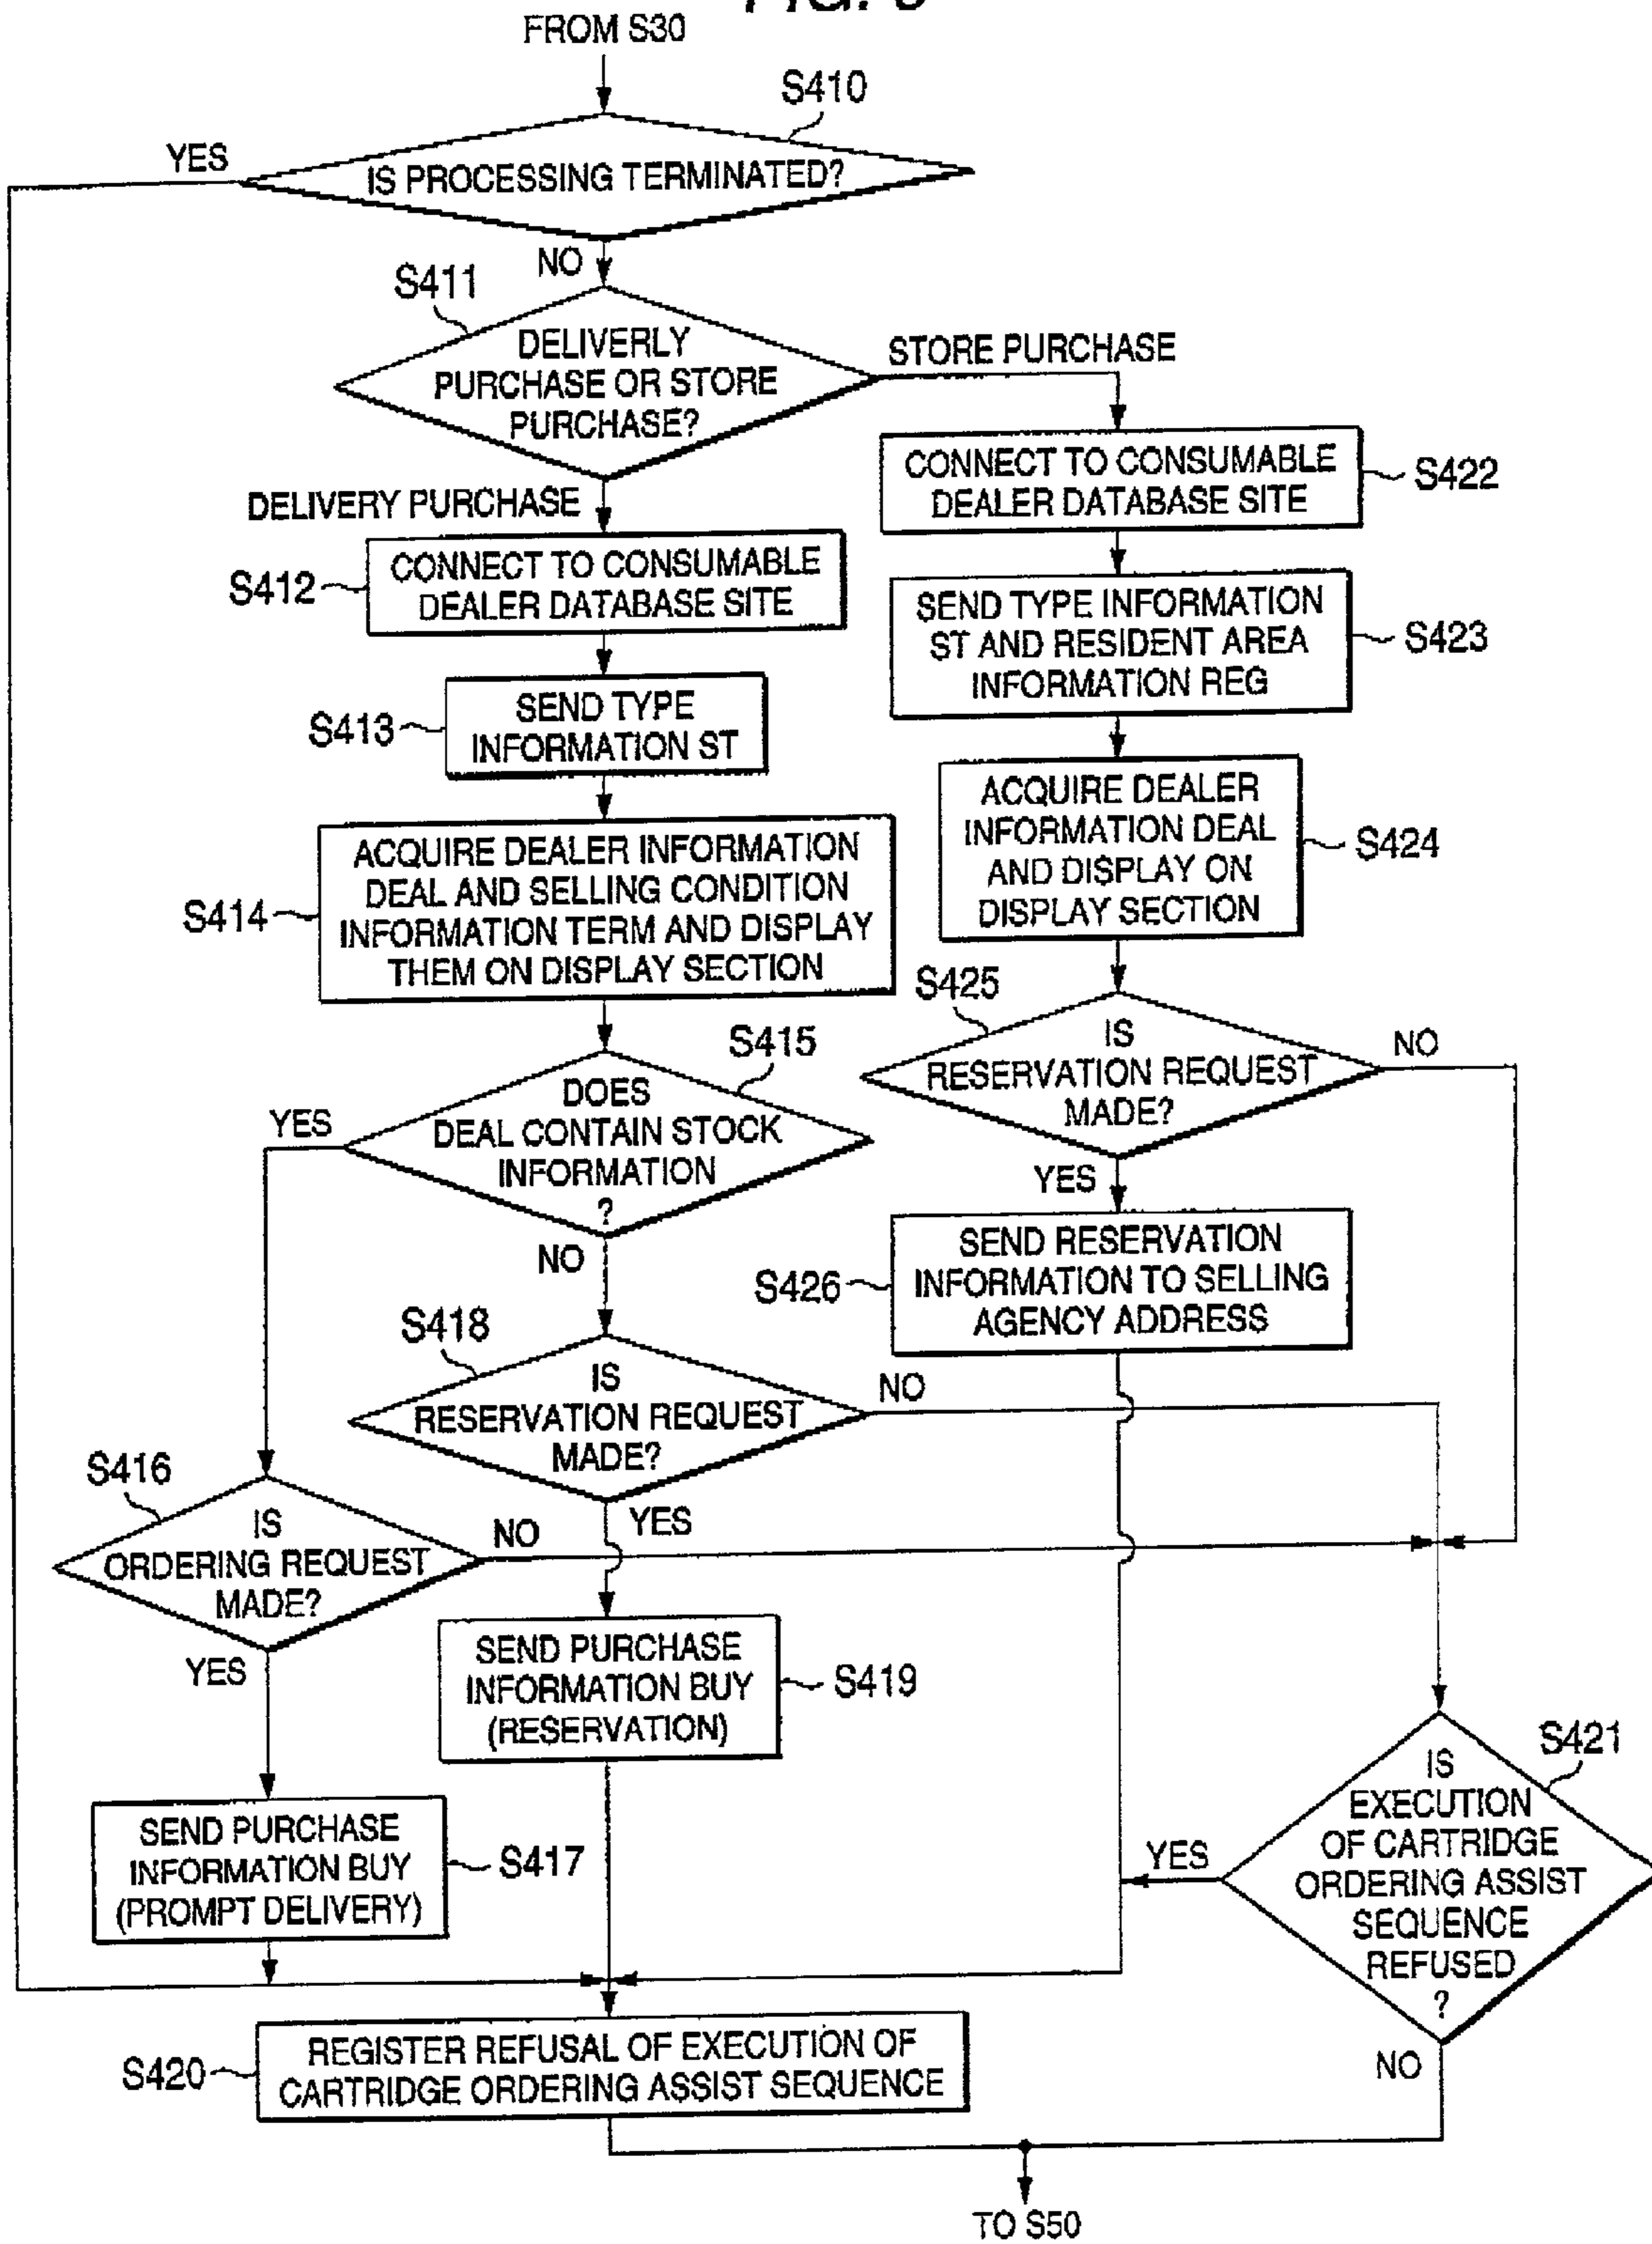 FROM S30
S410
YES
IS PROCESSING TERMINATED?
NO
S411
DELIVERLY
PURCHASE OR STORE
PURCHASE?
STORE PURCHASE
DELIVERY PURCHASE
CONNECT TO CONSUMABLE
DEALER DATABASE SITE
S422
S412
CONNECT TO CONSUMABLE
DEALER DATABASE SITE
SEND TYPE INFORMATION
ST AND RESIDENT AREA
INFORMATION REG
S423
S413
SEND TYPE
INFORMATION ST
ACQUIRE DEALER
INFORMATION DEAL
AND DISPLAY ON
DISPLAY SECTION
S424
S414
ACQUIRE DEALER INFORMATION
DEAL AND SELLING CONDITION
INFORMATION TERM AND DISPLAY
THEM ON DISPLAY SECTION
S425
IS
RESERVATION REQUEST
MADE?
NO
YES
S415
DOES
DEAL CONTAIN STOCK
INFORMATION
?
YES
NO
S426
SEND RESERVATION
INFORMATION TO SELLING
AGENCY ADDRESS
S418
IS
RESERVATION REQUEST
MADE?
NO
YES
S416
IS
ORDERING REQUEST
MADE?
NO
YES
SEND PURCHASE
INFORMATION BUY
(RESERVATION)
S419
SEND PURCHASE
INFORMATION BUY
(PROMPT DELIVERY)
S417
S421
IS
EXECUTION
OF CARTRIDGE
ORDERING ASSIST
SEQUENCE
REFUSED
?
YES
NO
S420
REGISTER REFUSAL OF EXECUTION OF
CARTRIDGE ORDERING ASSIST SEQUENCE
TO S50